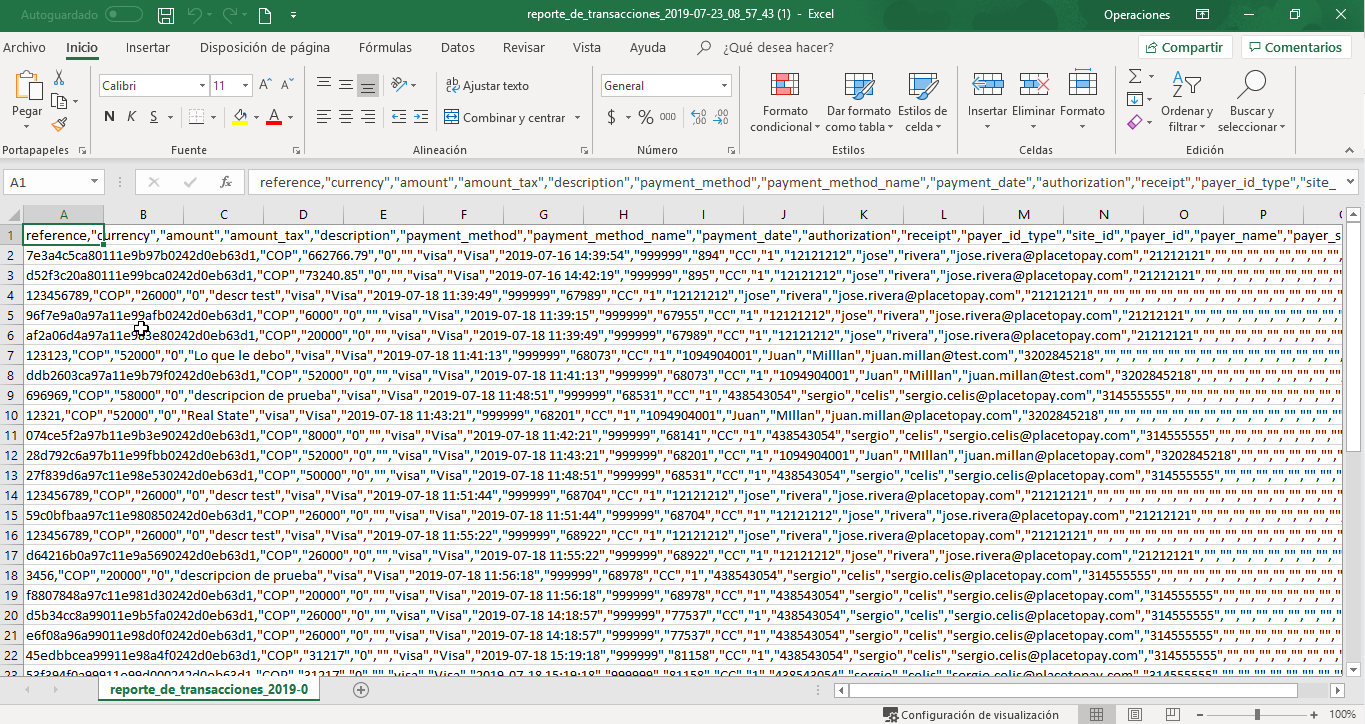 Autoguardado
reporte_de_transacciones_2019-07-23_08_57_43 (1) - Excel
Operaciones
Archivo Inicio Insertar Disposición de página Fórmulas Datos Revisar Vista Ayuda ¿Qué desea hacer? Compartir Comentarios
Calibri 11 Ajustar texto General
Pegar N K S Combinar y centrar $ % 000
Formato condicional Dar formato como tabla Estilos de celda Insertar Eliminar Formato Ordenar y filtrar Buscar y seleccionar
Portapapeles Fuente Alineación Número Estilos Celdas Edición
A1 fx reference,"currency","amount","amount_tax","description","payment_method","payment_method_name","payment_date","authorization","receipt","payer_id_type","site_
A B C D E F G H I J K L M N O P
1 reference,"currency","amount","amount_tax","description","payment_method","payment_method_name","payment_date","authorization","receipt","payer_id_type","site_id","payer_id","payer_name","payer_s
2 7e3a4c5ca80111e9b97b0242d0eb63d1,"COP","662766.79","0","","visa","Visa","2019-07-16 14:39:54","999999","894","CC","1","12121212","jose","rivera","jose.rivera@placetopay.com","21212121","","","","","","",
3 d52f3c20a80111e99bca0242d0eb63d1,"COP","73240.85","0","","visa","Visa","2019-07-16 14:42:19","999999","895","CC","1","12121212","jose","rivera","jose.rivera@placetopay.com","21212121","","","","","","",
4 123456789,"COP","26000","0","descr test","visa","Visa","2019-07-18 11:39:49","999999","67989","CC","1","12121212","jose","rivera","jose.rivera@placetopay.com","21212121","","","","","","",
5 96f7e9a0a97a11e99afb0242d0eb63d1,"COP","6000","0","","visa","Visa","2019-07-18 11:39:15","999999","67955","CC","1","12121212","jose","rivera","jose.rivera@placetopay.com","21212121","","","","","","",
6 "COP","20000","0","","visa","Visa","2019-07-18 11:39:49","999999","67989","CC","1","12121212","jose","rivera","jose.rivera@placetopay.com","21212121","","","","","","",
7 123123,"COP","52000","0","Lo que le debo","visa","Visa","2019-07-18 11:41:13","999999","68073","CC","1","1094904001","Juan","Milllan","juan.millan@test.com","3202845218","","","","","","",
8 ddb2603ca97a11e9b79f0242d0eb63d1,"COP","52000","0","","visa","Visa","2019-07-18 11:41:13","999999","68073","CC","1","1094904001","Juan","Milllan","juan.millan@test.com","3202845218","","","","","","",
9 696969,"COP","58000","0","descripcion de prueba","visa","Visa","2019-07-18 11:48:51","999999","68531","CC","1","438543054","sergio","celis","sergio.celis@placetopay.com","314555555","","","","","","",
10 12321,"COP","52000","0","Real State","visa","Visa","2019-07-18 11:43:21","999999","68201","CC","1","1094904001","Juan","MIllan","juan.millan@placetopay.com","3202845218","","","","","","",
11 074ce5f2a97b11e9b3e90242d0eb63d1,"COP","8000","0","","visa","Visa","2019-07-18 11:42:21","999999","68141","CC","1","438543054","sergio","celis","sergio.celis@placetopay.com","314555555","","","","","","",
12 28d792c6a97b11e99fbb0242d0eb63d1,"COP","52000","0","","visa","Visa","2019-07-18 11:43:21","999999","68201","CC","1","1094904001","Juan","MIllan","juan.millan@placetopay.com","3202845218","","","","","","",
13 27f839d6a97c11e98e530242d0eb63d1,"COP","50000","0","","visa","Visa","2019-07-18 11:48:51","999999","68531","CC","1","438543054","sergio","celis","sergio.celis@placetopay.com","314555555","","","","","","",
14 123456789,"COP","26000","0","descr test","visa","Visa","2019-07-18 11:51:44","999999","68704","CC","1","12121212","jose","rivera","jose.rivera@placetopay.com","21212121","","","","","","",
15 59c0bfbaa97c11e980850242d0eb63d1,"COP","26000","0","","visa","Visa","2019-07-18 11:51:44","999999","68704","CC","1","12121212","jose","rivera","jose.rivera@placetopay.com","21212121","","","","","","",
16 123456789,"COP","26000","0","descr test","visa","Visa","2019-07-18 11:55:22","999999","68922","CC","1","12121212","jose","rivera","jose.rivera@placetopay.com","21212121","","","","","","",
17 d64216b0a97c11e9a5690242d0eb63d1,"COP","26000","0","","visa","Visa","2019-07-18 11:55:22","999999","68922","CC","1","12121212","jose","rivera","jose.rivera@placetopay.com","21212121","","","","","","",
18 3456,"COP","20000","0","descripcion de prueba","visa","Visa","2019-07-18 11:56:18","999999","68978","CC","1","438543054","sergio","celis","sergio.celis@placetopay.com","314555555","","","","","","",
19 f8807848a97c11e981d30242d0eb63d1,"COP","20000","0","","visa","Visa","2019-07-18 11:56:18","999999","68978","CC","1","438543054","sergio","celis","sergio.celis@placetopay.com","314555555","","","","","","",
20 d5b34cc8a99011e9b5fa0242d0eb63d1,"COP","26000","0","","visa","Visa","2019-07-18 14:18:57","999999","77537","CC","1","438543054","sergio","celis","sergio.celis@placetopay.com","314555555","","","","","","",
21 e6f08a96a99011e98d0f0242d0eb63d1,"COP","26000","0","","visa","Visa","2019-07-18 14:18:57","999999","77537","CC","1","438543054","sergio","celis","sergio.celis@placetopay.com","314555555","","","","","","",
22 45edbbcea99911e98a4f0242d0eb63d1,"COP","31217","0","","visa","Visa","2019-07-18 15:19:18","999999","81158","CC","1","438543054","sergio","celis","sergio.celis@placetopay.com","314555555","","","","","","",
reporte_de_transacciones_2019-0
Configuración de visualización 100%